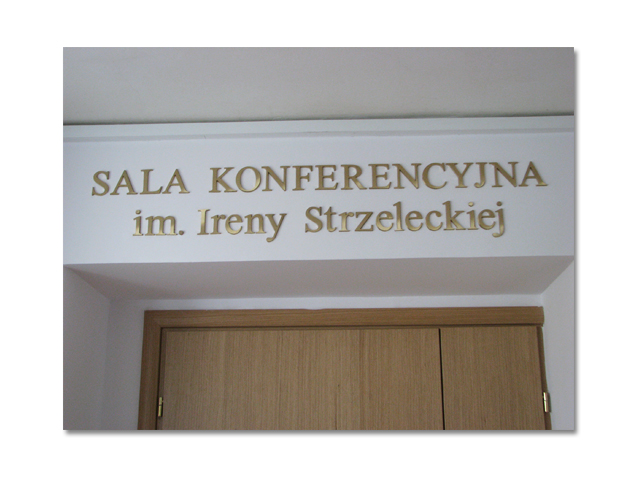 SALA KONFERENCYJNA
im. Ireny Strzeleckiej